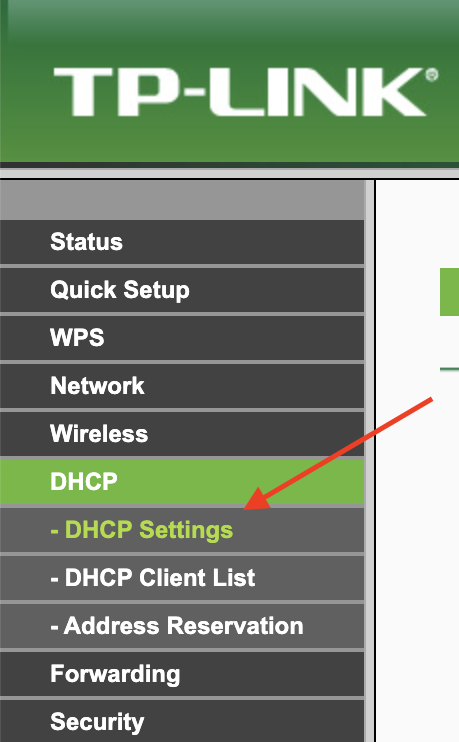 TP-LINK®
Status
Quick Setup
WPS
Network
Wireless
DHCP
- DHCP Settings
- DHCP Client List
- Address Reservation
Forwarding
Security